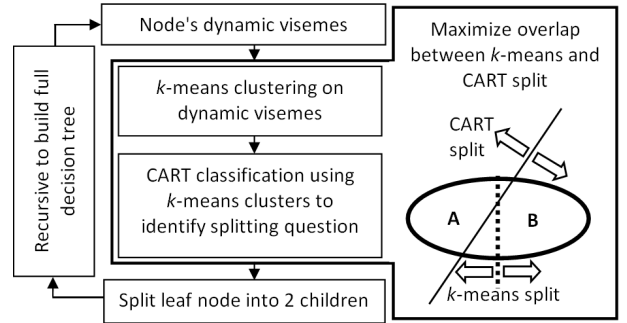 Node's dynamic visemes
k-means clustering on
dynamic visemes
CART classification using
k-means clusters to
identify splitting question
Split leaf node into 2 children
Recursive to build full
decision tree
Maximize overlap
between k-means and
CART split
CART
split
A
B
k-means split